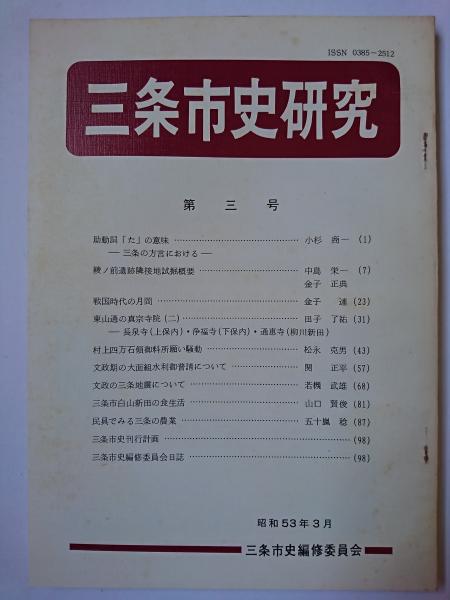 ISSN 0385-2512
三条市史研究
第三号
助動詞「た」の意味 小杉 商一 (1)
― 三条の方言における ―
綾ノ前遺跡隣接地試掘概要 中島 栄一 (7)
金子 正典
戦国時代の月岡 金子 達 (23)
東山通の真宗寺院(二) 田子 了祐 (31)
― 長泉寺(上保内)・浄福寺(下保内)・通恵寺(柳川新田)
村上四万石領御料所願い騒動 松永 克男 (43)
文政期の大面組水利御普請について 関 正平 (57)
文政の三条地震について 若槻 武雄 (68)
三条市白山新田の食生活 山口 賢俊 (81)
民具でみる三条の農業 五十嵐 稔 (87)
三条市史刊行計画 (98)
三条市史編修委員会日誌 (98)
昭和53年3月
三条市史編修委員会